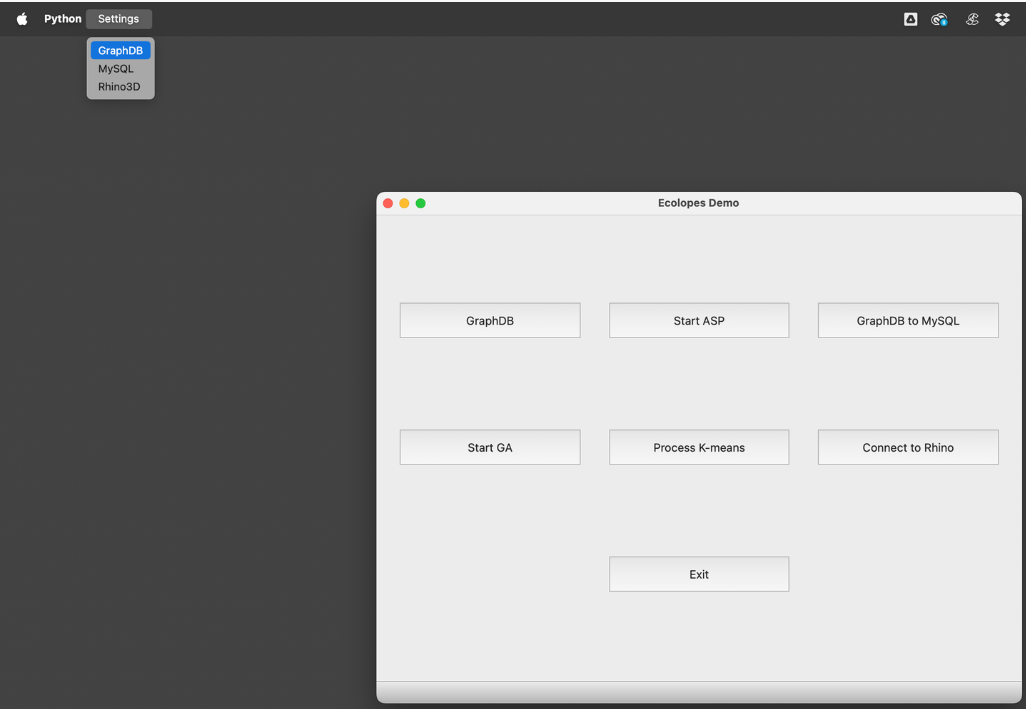 Python Settings
GraphDB
MySQL
Rhino3D
Ecolopes Demo
GraphDB Start ASP GraphDB to MySQL
Start GA Process K-means Connect to Rhino
Exit